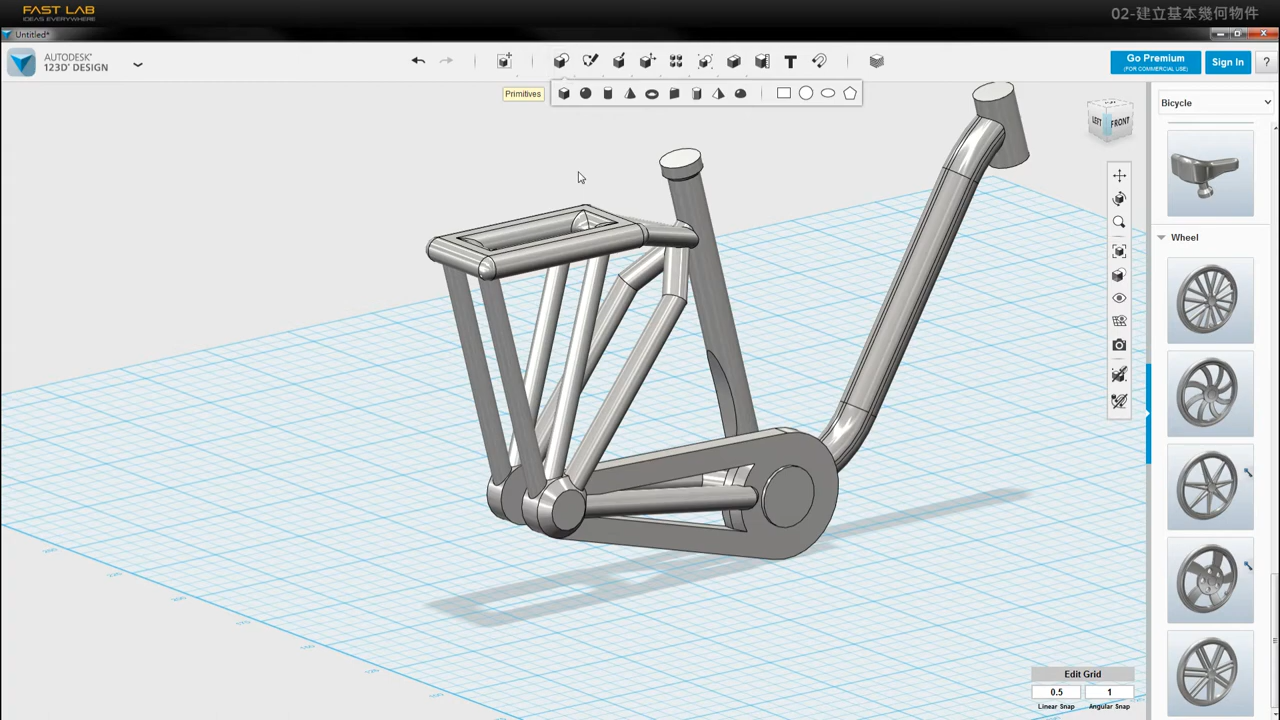 FAST LAB
IDEAS EVERYWHERE
02-建立基本幾何物件
Untitled*
AUTODESK®
123D® DESIGN
T
Go Premium
(FOR COMMERCIAL USE)
Sign In
?
Primitives
Bicycle
LEFT
FRONT
Wheel
Edit Grid
0.5
1
Linear Snap
Angular Snap